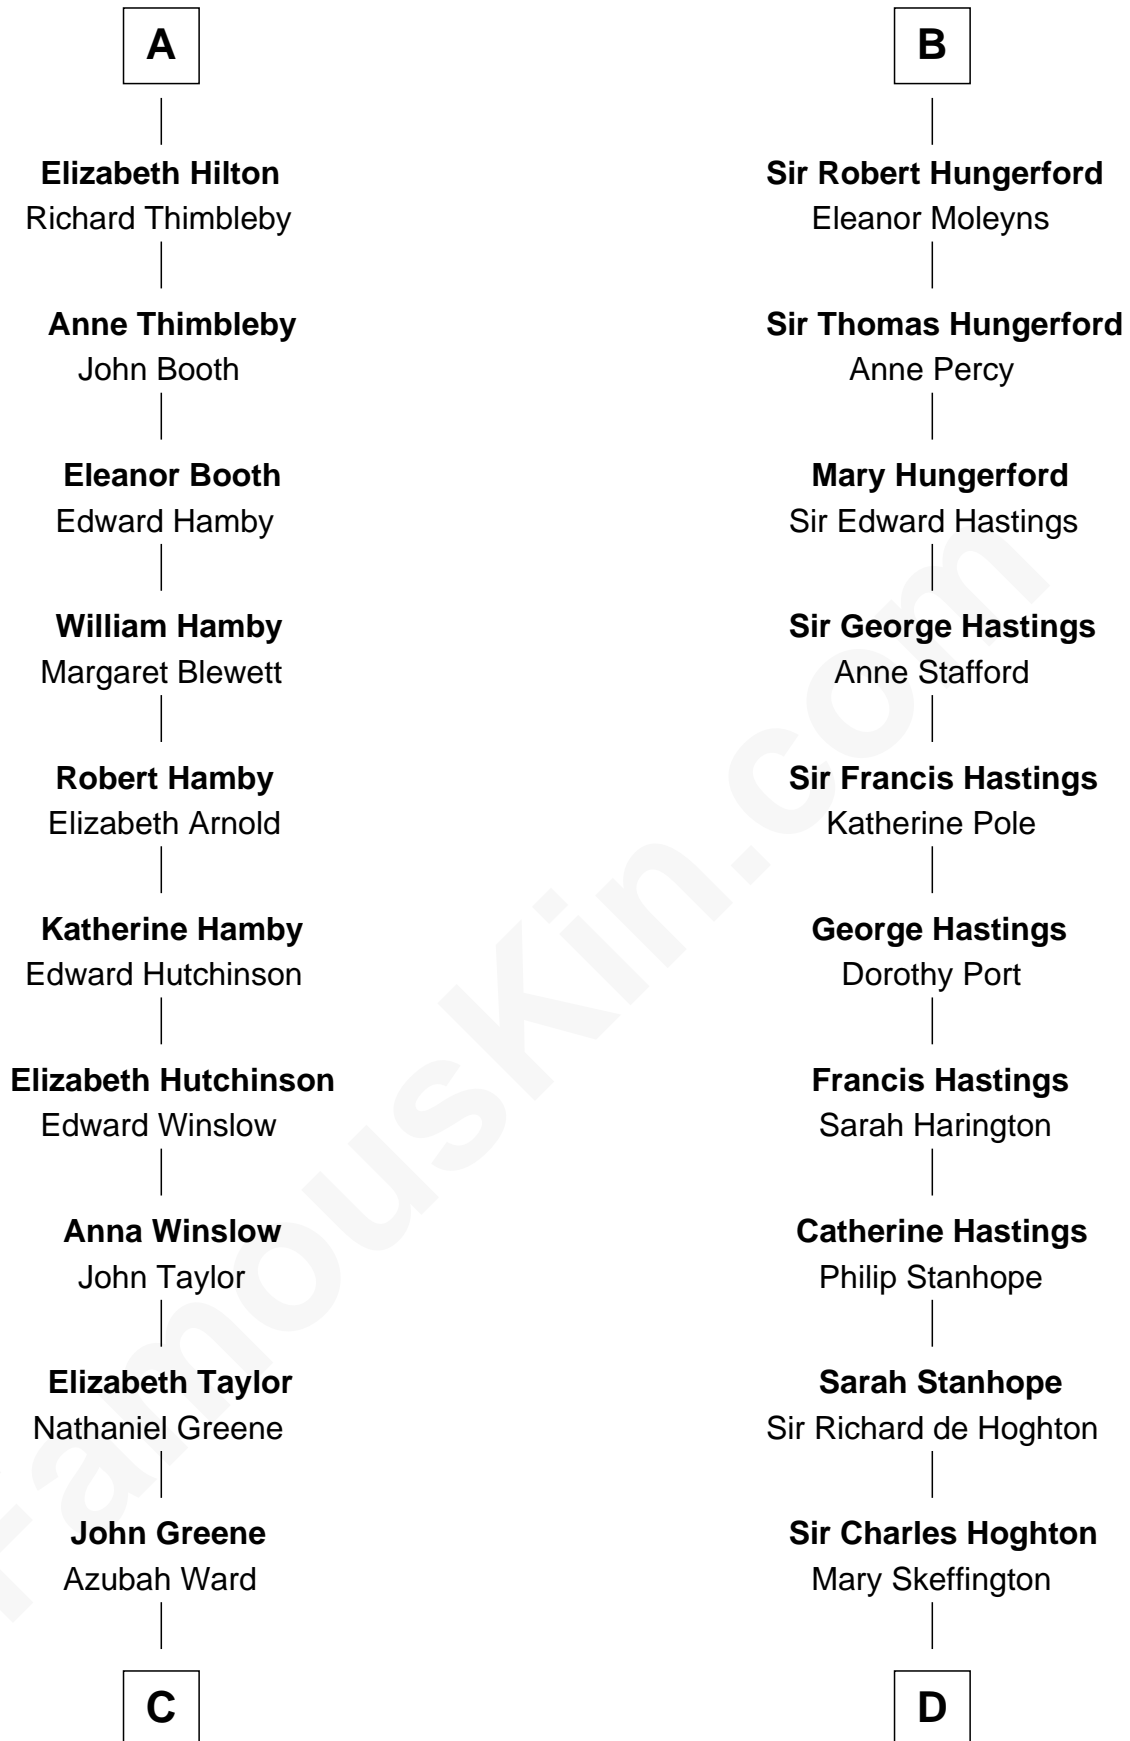 A
Elizabeth Hilton
Richard Thimbleby
Anne Thimbleby
John Booth
Eleanor Booth
Edward Hamby
William Hamby
Margaret Blewett
Robert Hamby
Elizabeth Arnold
Katherine Hamby
Edward Hutchinson
Elizabeth Hutchinson
Edward Winslow
Anna Winslow
John Taylor
Elizabeth Taylor
Nathaniel Greene
John Greene
Azubah Ward
C
B
Sir Robert Hungerford
Eleanor Moleyns
Sir Thomas Hungerford
Anne Percy
Mary Hungerford
Sir Edward Hastings
Sir George Hastings
Anne Stafford
Sir Francis Hastings
Katherine Pole
George Hastings
Dorothy Port
Francis Hastings
Sarah Harington
Catherine Hastings
Philip Stanhope
Sarah Stanhope
Sir Richard de Hoghton
Sir Charles Hoghton
Mary Skeffington
D
FamousKin.com